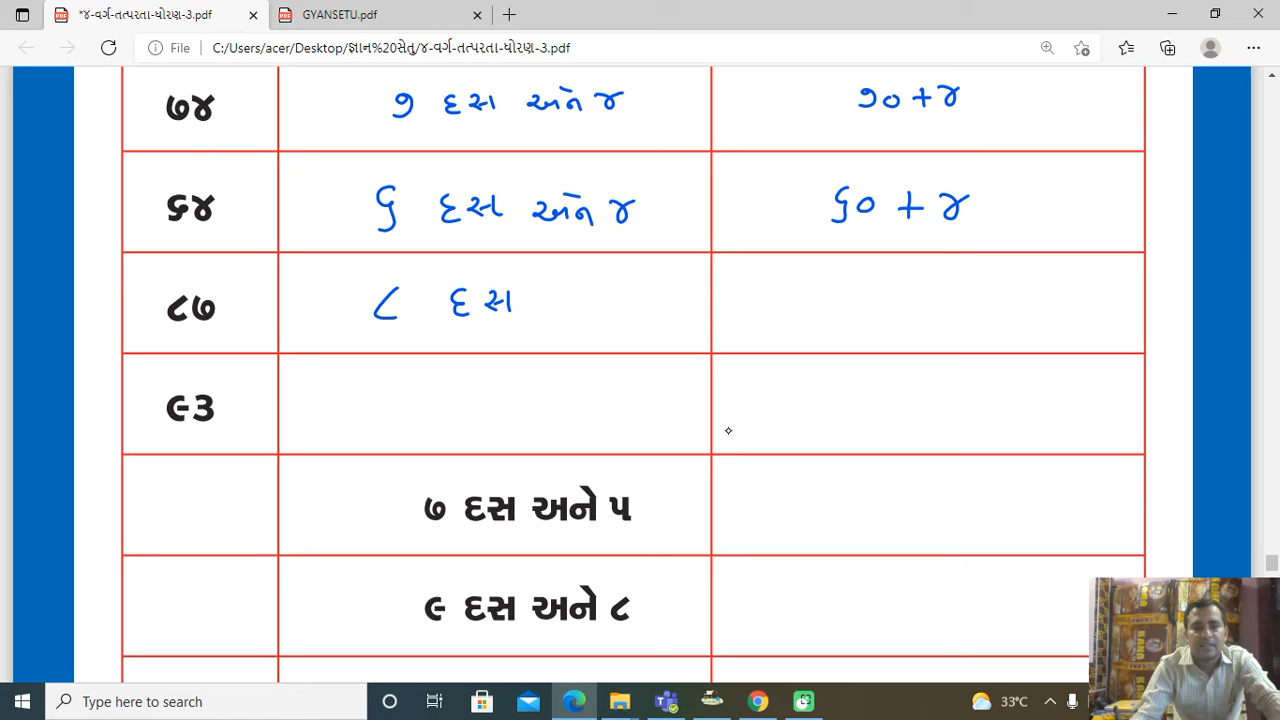 *૪-વર્ગ-તત્પરતા-ધોરણ-3.pdf
GYANSETU.pdf
File
C:/Users/acer/Desktop/જ્ઞાન%20સેતુ/૪-વર્ગ-તત્પરતા-ધોરણ-3.pdf
૭૪ ૭ દસ અને ૪ ૭૦+૪
૬૪ ૬ દસ અને ૪ ૬૦ + ૪
૮૭ ૮ દસ
૯૩
૭ દસ અને ૫
૯ દસ અને ૮
Type here to search
33°C